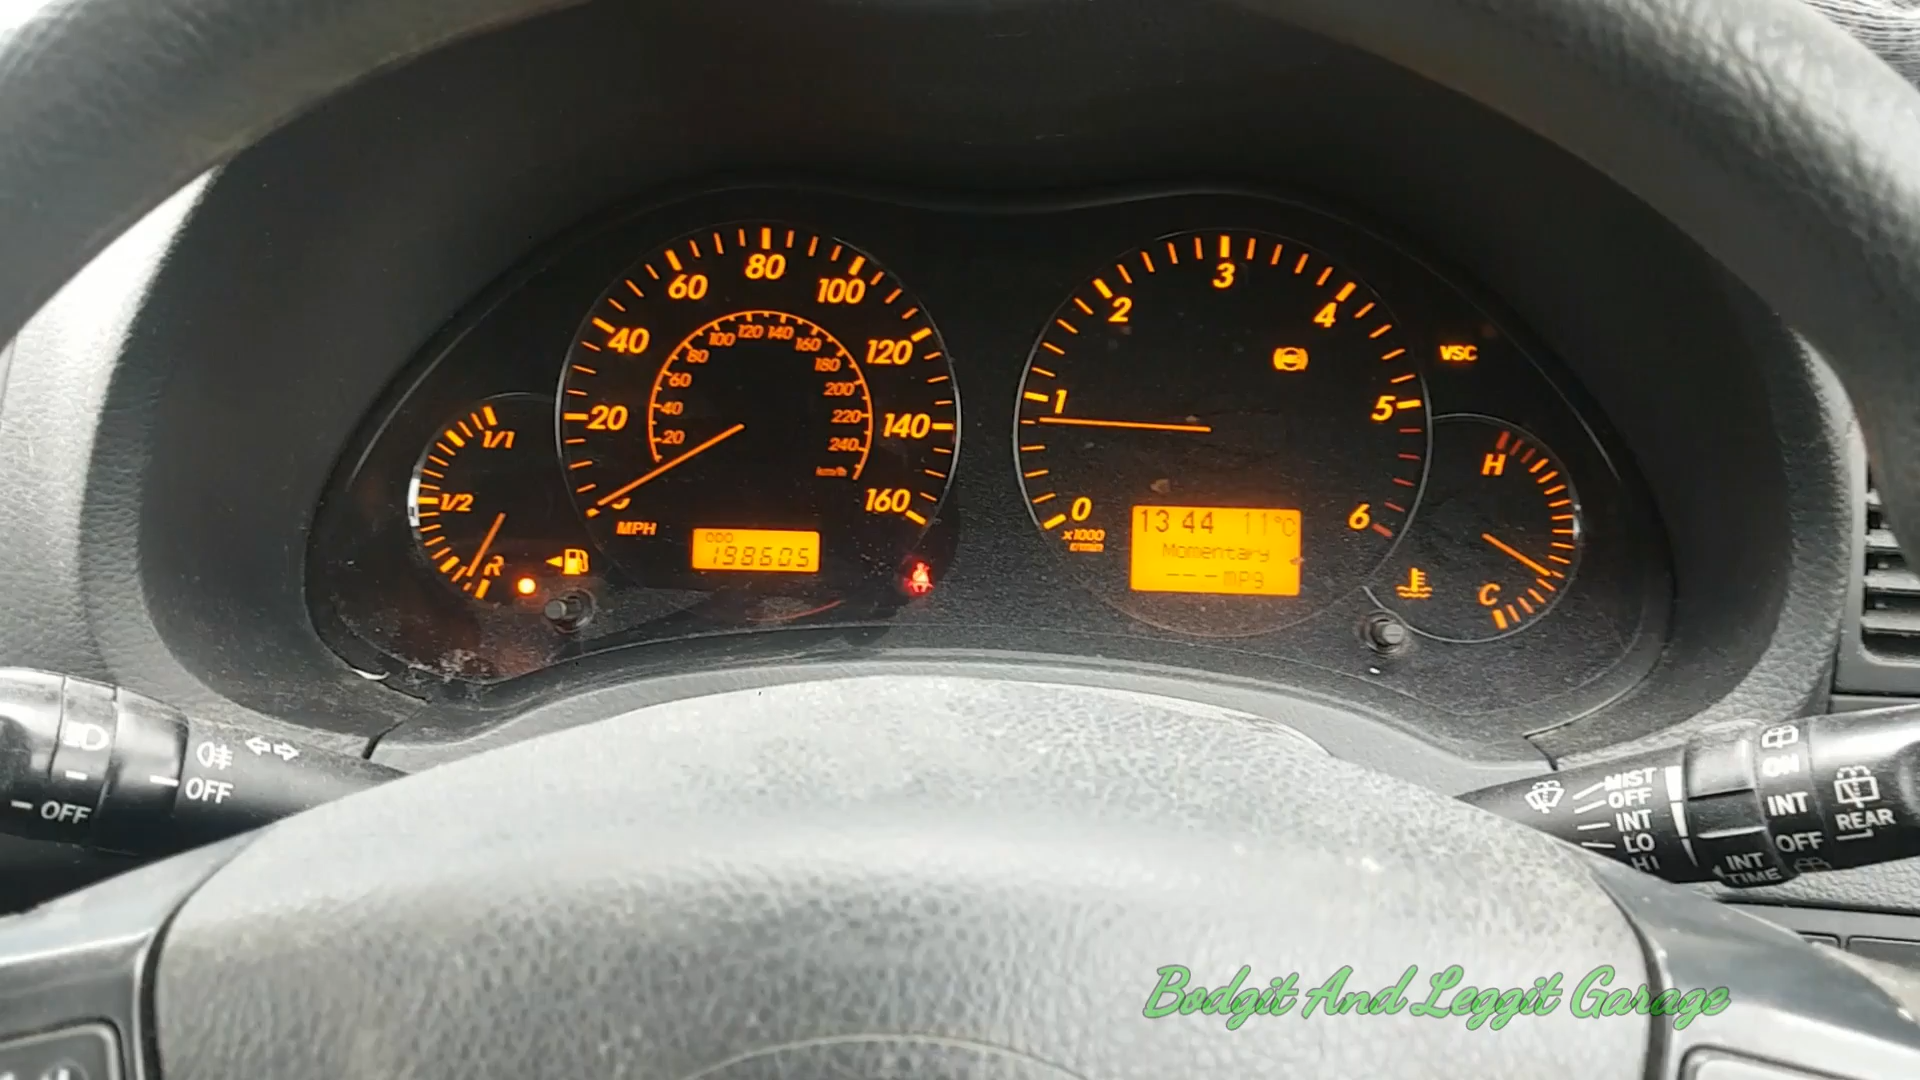 80
60
100
40
120
20
140
160
MPH
100 120 140
80
160
60
180
40
200
20
220
240
km/h
1/1
1/2
R
ODO
198605
3
2
4
1
5
0
6
x1000
r/min
13 44 11°C
Momentary
---mpg
ABS
VSC
H
C
OFF
OFF
MIST
OFF
INT
LO
HI
ON
INT
OFF
REAR
INT
TIME
Bodgit And Leggit Garage